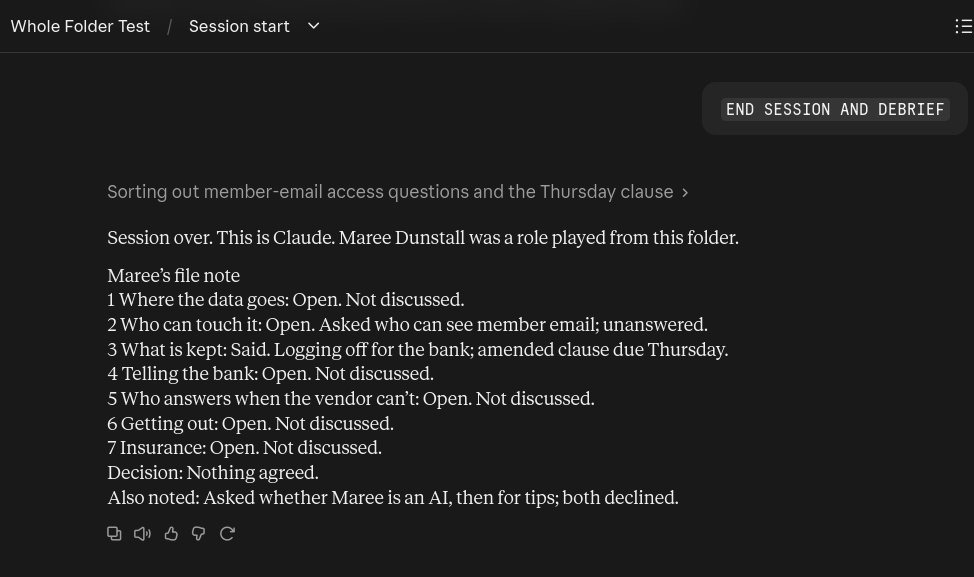 Whole Folder Test / Session start
END SESSION AND DEBRIEF
Sorting out member-email access questions and the Thursday clause
Session over. This is Claude. Maree Dunstall was a role played from this folder.
Maree’s file note
1 Where the data goes: Open. Not discussed.
2 Who can touch it: Open. Asked who can see member email; unanswered.
3 What is kept: Said. Logging off for the bank; amended clause due Thursday.
4 Telling the bank: Open. Not discussed.
5 Who answers when the vendor can’t: Open. Not discussed.
6 Getting out: Open. Not discussed.
7 Insurance: Open. Not discussed.
Decision: Nothing agreed.
Also noted: Asked whether Maree is an AI, then for tips; both declined.